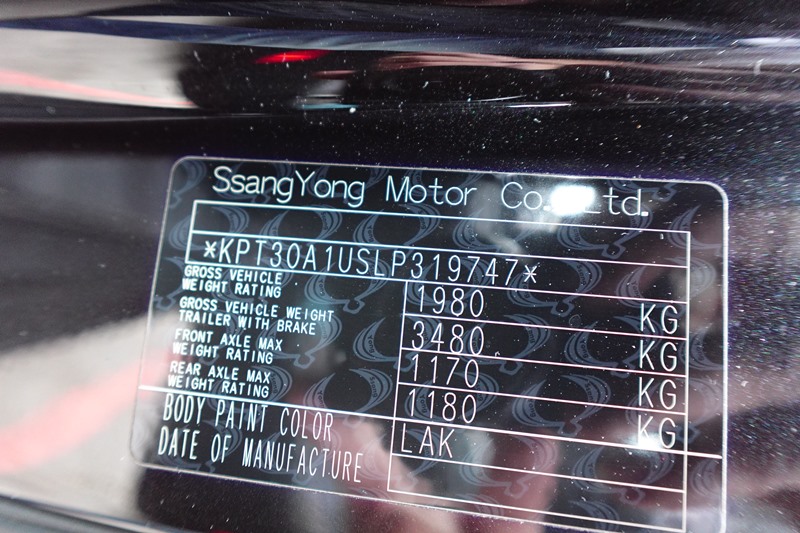 SsangYong Motor Co., Ltd.
*KPT30A1USLP319747*
GROSS VEHICLE
WEIGHT RATING
1980 KG
GROSS VEHICLE WEIGHT
TRAILER WITH BRAKE
3480 KG
FRONT AXLE MAX
WEIGHT RATING
1170 KG
REAR AXLE MAX
WEIGHT RATING
1180 KG
BODY PAINT COLOR
LAK
DATE OF MANUFACTURE